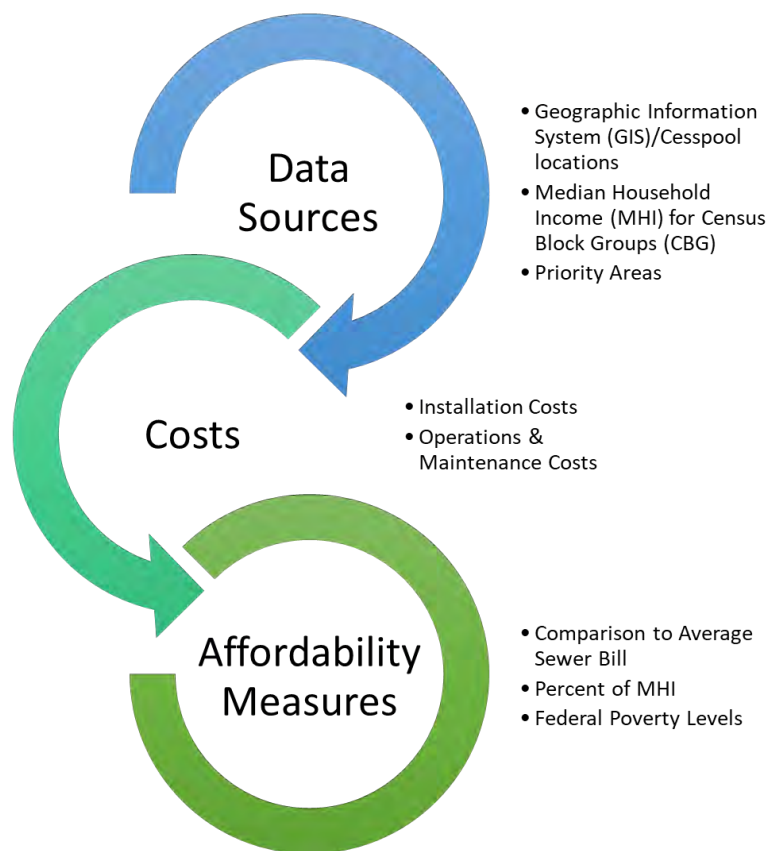 Data
Sources
• Geographic Information
System (GIS)/Cesspool
locations
• Median Household
Income (MHI) for Census
Block Groups (CBG)
• Priority Areas
Costs
• Installation Costs
• Operations &
Maintenance Costs
Affordability
Measures
• Comparison to Average
Sewer Bill
• Percent of MHI
• Federal Poverty Levels